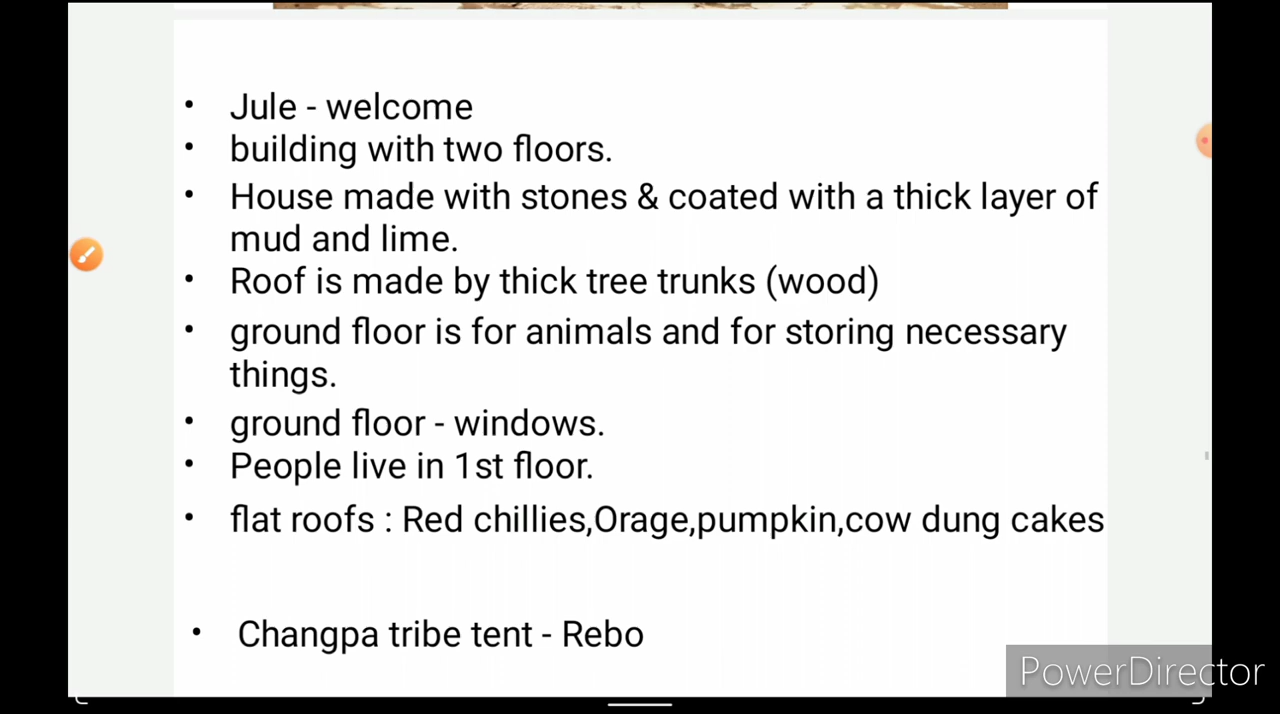 • Jule - welcome
• building with two floors.
• House made with stones & coated with a thick layer of
mud and lime.
• Roof is made by thick tree trunks (wood)
• ground floor is for animals and for storing necessary
things.
• ground floor - windows.
• People live in 1st floor.
• flat roofs : Red chillies,Orage,pumpkin,cow dung cakes
• Changpa tribe tent - Rebo
PowerDirector